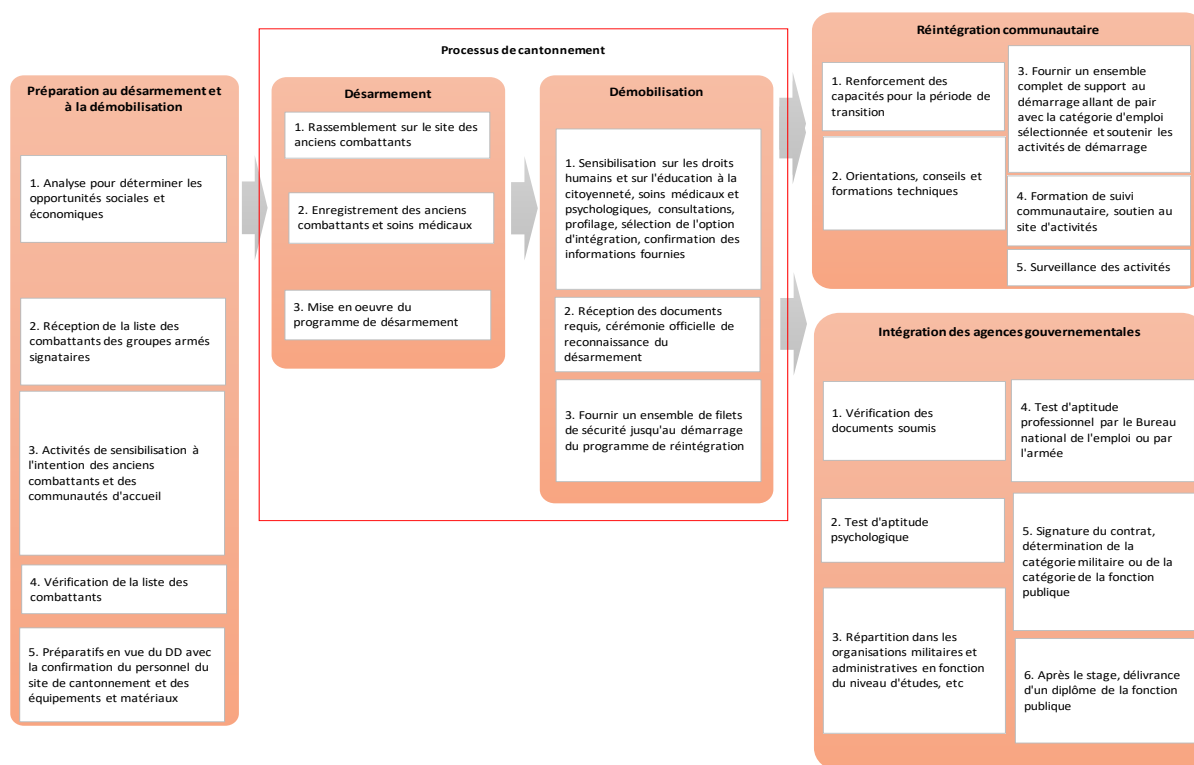 Préparation au désarmement et
à la démobilisation
1. Analyse pour déterminer les
opportunités sociales et
économiques
2. Réception de la liste des
combattants des groupes armés
signataires
3. Activités de sensibilisation à
l'intention des anciens
combattants et des
communautés d'accueil
4. Vérification de la liste des
combattants
5. Préparatifs en vue du DD avec
la confirmation du personnel du
site de cantonnement et des
équipements et matériaux
Processus de cantonnement
Désarmement
1. Rassemblement sur le site des
anciens combattants
2. Enregistrement des anciens
combattants et soins médicaux
3. Mise en oeuvre du
programme de désarmement
Démobilisation
1. Sensibilisation sur les droits
humains et sur l'éducation à la
citoyenneté, soins médicaux et
psychologiques, consultations,
profilage, sélection de l'option
d'intégration, confirmation des
informations fournies
2. Réception des documents
requis, cérémonie officielle de
reconnaissance du
désarmement
3. Fournir un ensemble de filets
de sécurité jusqu'au démarrage
du programme de réintégration
Réintégration communautaire
1. Renforcement des
capacités pour la période de
transition
2. Orientations, conseils et
formations techniques
3. Fournir un ensemble
complet de support au
démarrage allant de pair
avec la catégorie d'emploi
sélectionnée et soutenir les
activités de démarrage
4. Formation de suivi
communautaire, soutien au
site d'activités
5. Surveillance des activités
Intégration des agences gouvernementales
1. Vérification des
documents soumis
2. Test d'aptitude
psychologique
3. Répartition dans les
organisations militaires et
administratives en fonction
du niveau d'études, etc
4. Test d'aptitude
professionnel par le Bureau
national de l'emploi ou par
l'armée
5. Signature du contrat,
détermination de la
catégorie militaire ou de la
catégorie de la fonction
publique
6. Après le stage, délivrance
d'un diplôme de la fonction
publique